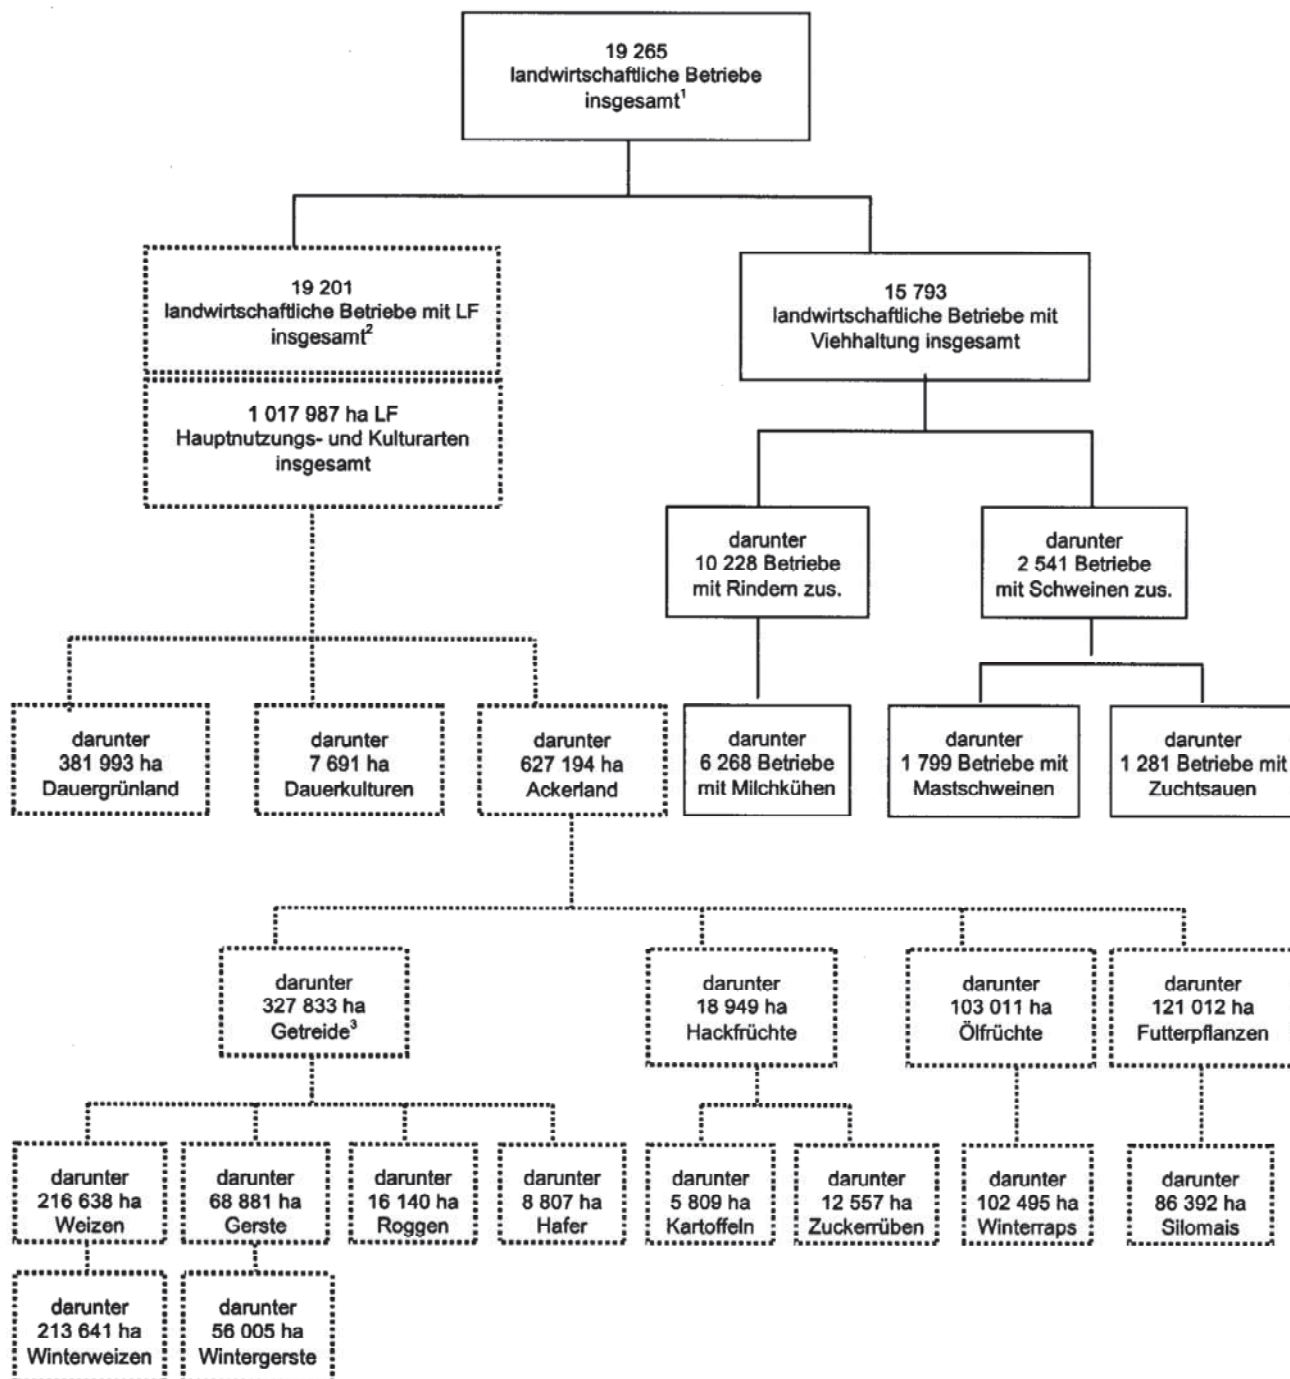 19 265
landwirtschaftliche Betriebe
insgesamt¹
19 201
landwirtschaftliche Betriebe mit LF
insgesamt²
15 793
landwirtschaftliche Betriebe mit
Viehhaltung insgesamt
1 017 987 ha LF
Hauptnutzungs- und Kulturarten
insgesamt
darunter
10 228 Betriebe
mit Rindern zus.
darunter
2 541 Betriebe
mit Schweinen zus.
darunter
381 993 ha
Dauergrünland
darunter
7 691 ha
Dauerkulturen
darunter
627 194 ha
Ackerland
darunter
6 268 Betriebe
mit Milchkühen
darunter
1 799 Betriebe mit
Mastschweinen
darunter
1 281 Betriebe mit
Zuchtsauen
darunter
327 833 ha
Getreide³
darunter
18 949 ha
Hackfrüchte
darunter
103 011 ha
Ölfrüchte
darunter
121 012 ha
Futterpflanzen
darunter
216 638 ha
Weizen
darunter
68 881 ha
Gerste
darunter
16 140 ha
Roggen
darunter
8 807 ha
Hafer
darunter
5 809 ha
Kartoffeln
darunter
12 557 ha
Zuckerrüben
darunter
102 495 ha
Winterraps
darunter
86 392 ha
Silomais
darunter
213 641 ha
Winterweizen
darunter
56 005 ha
Wintergerste